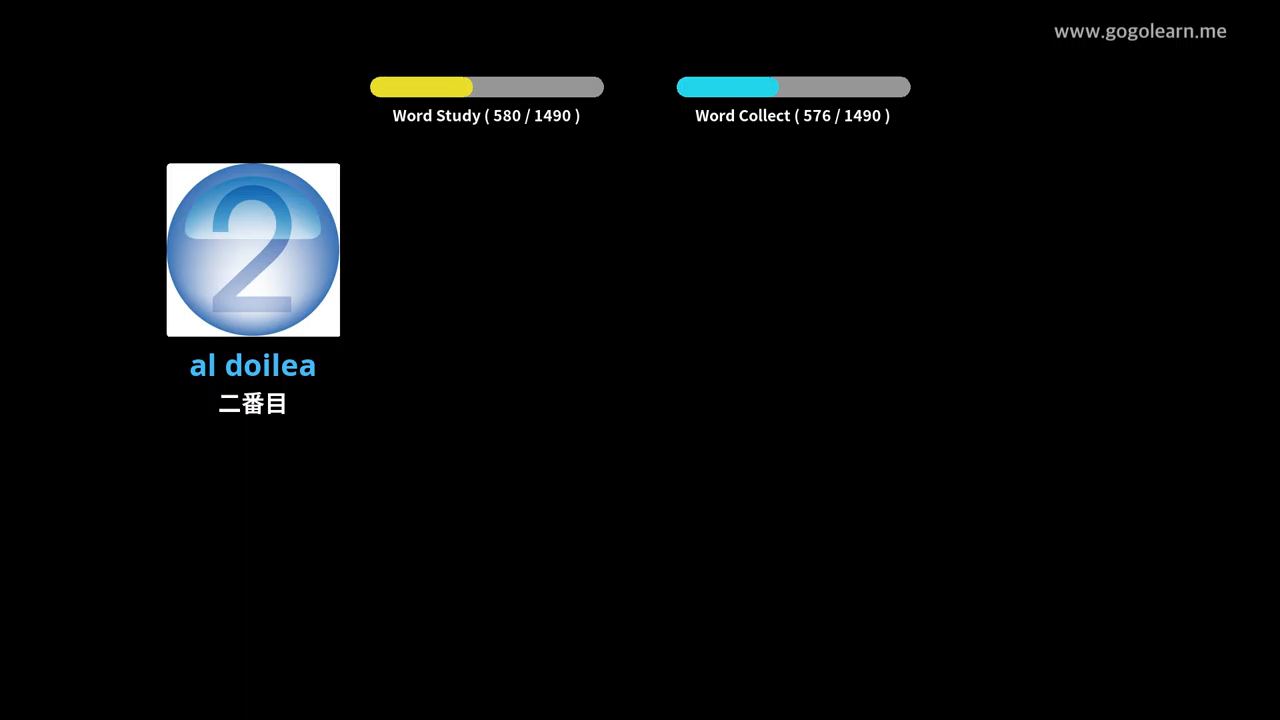 www.gogolearn.me
Word Study ( 580 / 1490 )
Word Collect ( 576 / 1490 )
2
al doilea
二番目